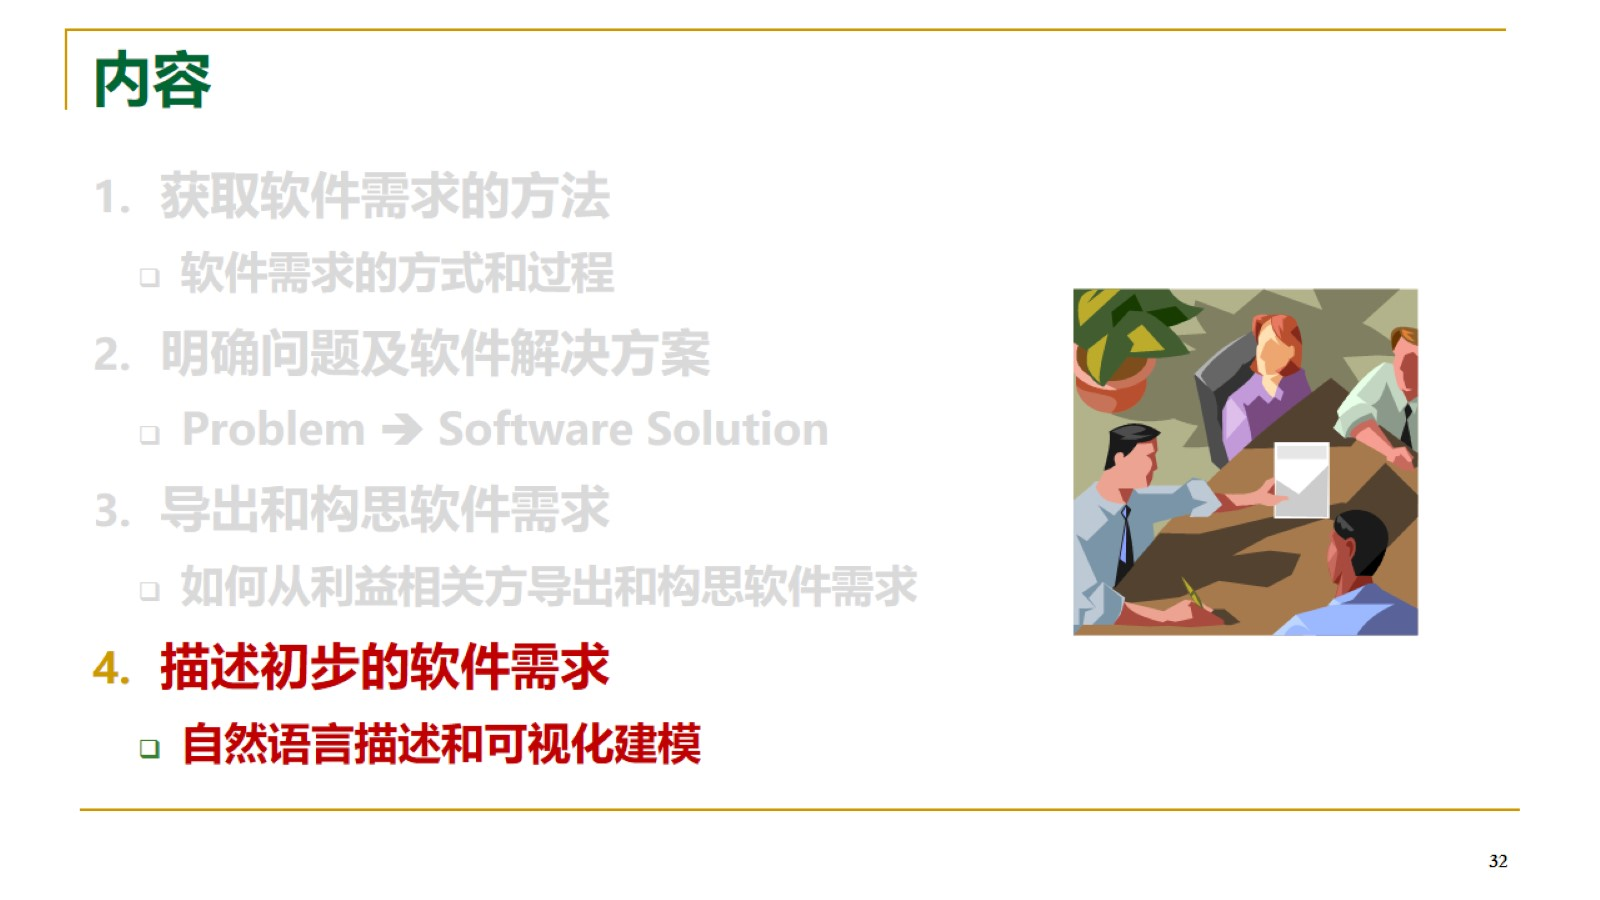 内容
1. 获取软件需求的方法
❑ 软件需求的方式和过程
2. 明确问题及软件解决方案
❑ Problem ➔ Software Solution
3. 导出和构思软件需求
❑ 如何从利益相关方导出和构思软件需求
4. 描述初步的软件需求
❑ 自然语言描述和可视化建模
32